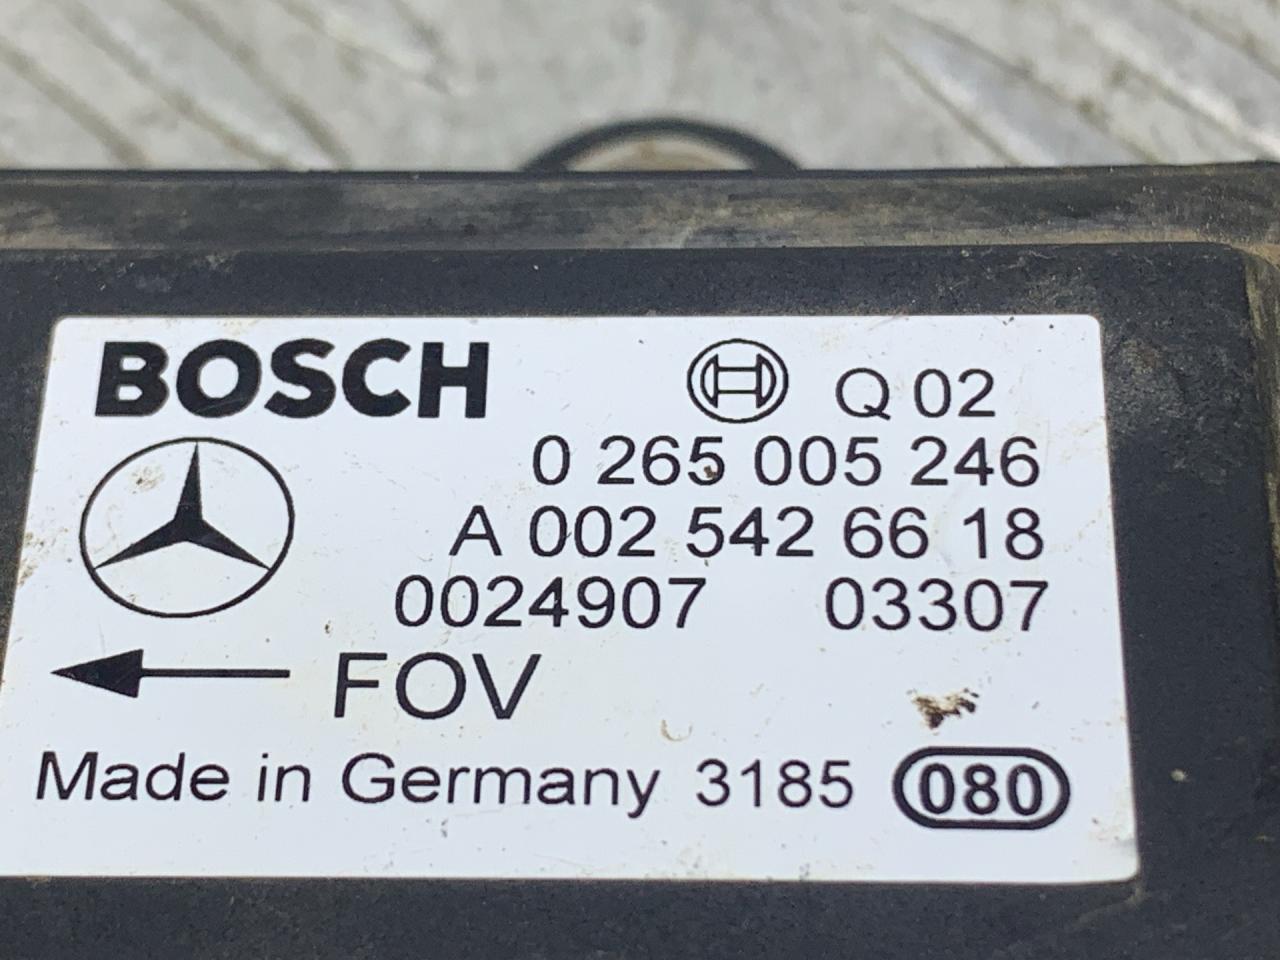 BOSCH Q 02
0 265 005 246
A 002 542 66 18
0024907 03307
FOV
Made in Germany 3185 080